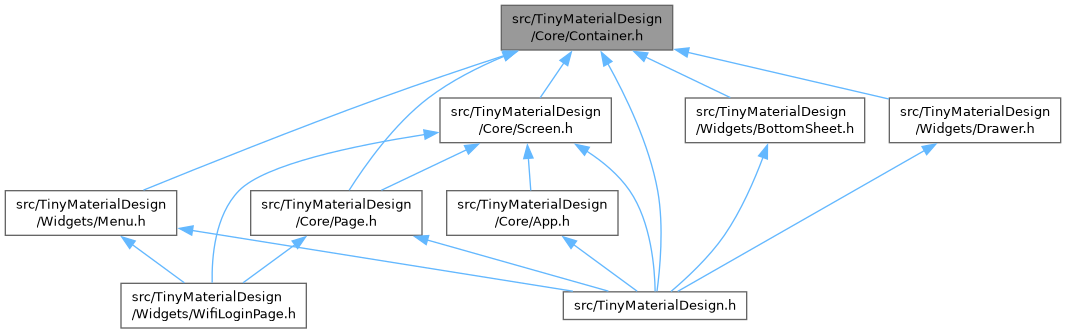 src/TinyMaterialDesign
/Core/Container.h
src/TinyMaterialDesign
/Core/Screen.h
src/TinyMaterialDesign
/Widgets/BottomSheet.h
src/TinyMaterialDesign
/Widgets/Drawer.h
src/TinyMaterialDesign
/Widgets/Menu.h
src/TinyMaterialDesign
/Core/Page.h
src/TinyMaterialDesign
/Core/App.h
src/TinyMaterialDesign
/Widgets/WifiLoginPage.h
src/TinyMaterialDesign.h